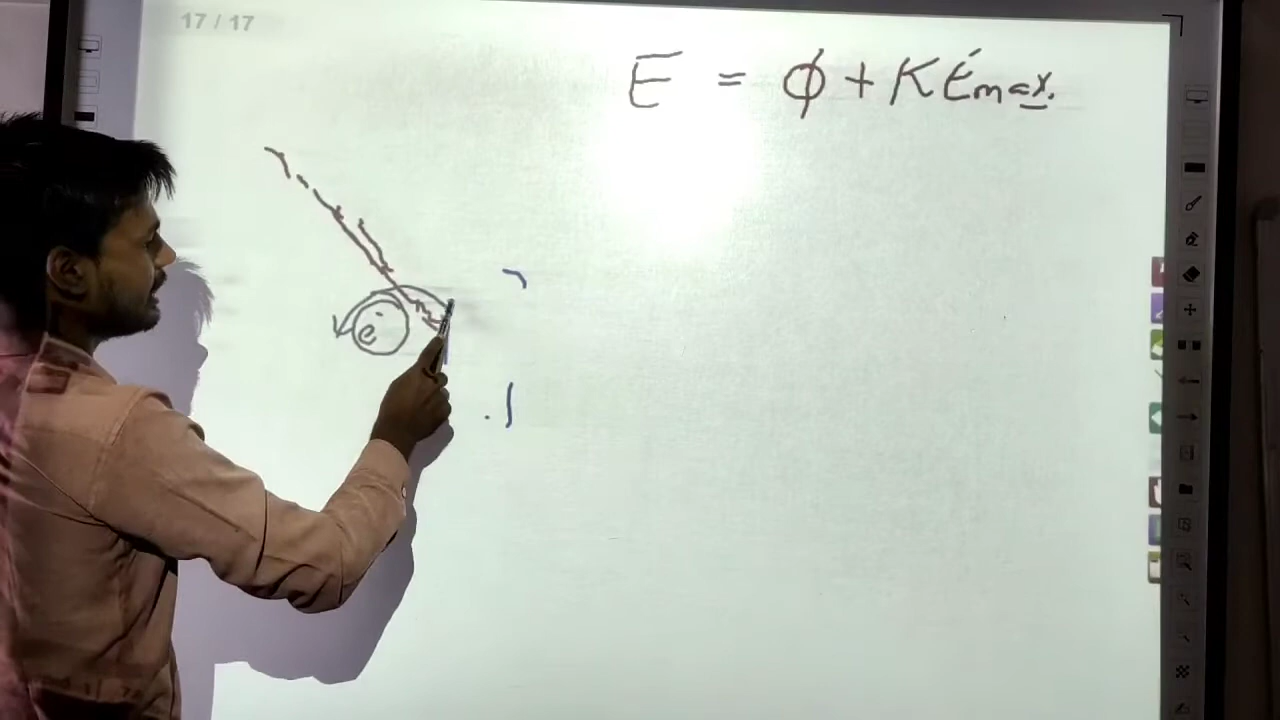 17 / 17
E = ϕ + KEmax.
e⁻